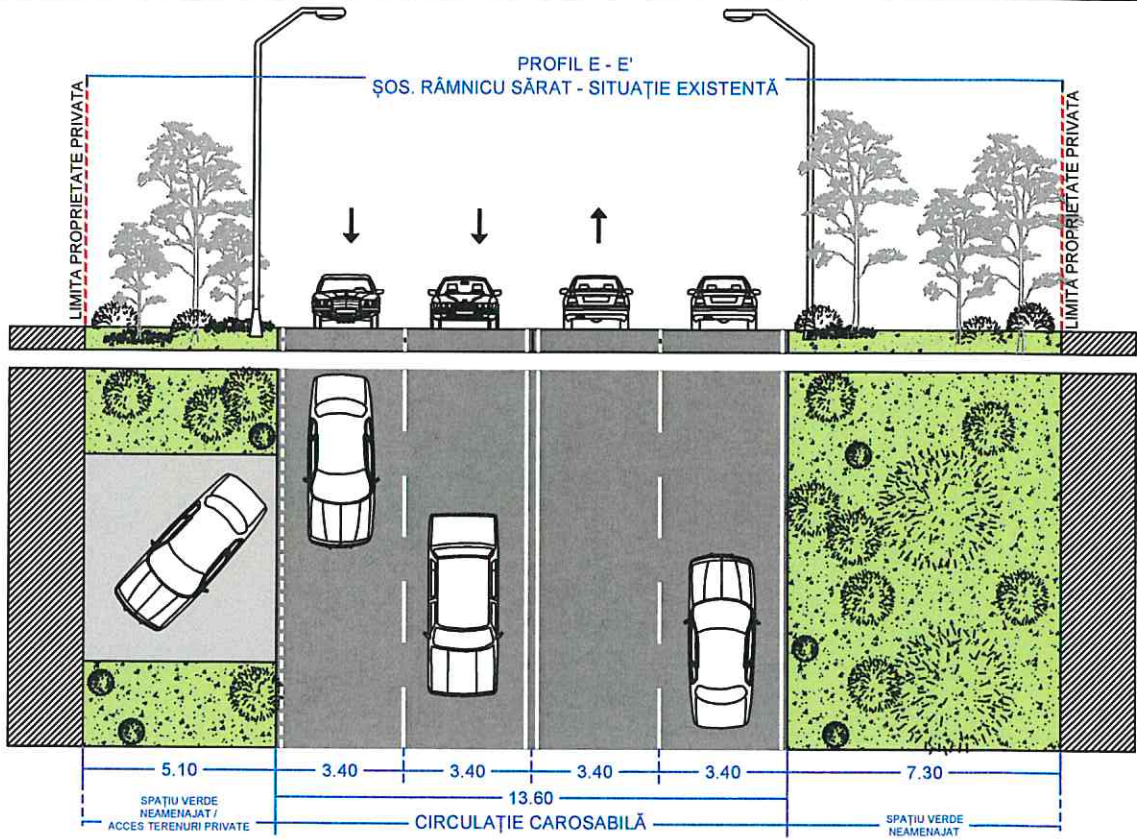 PROFIL E - E'
ȘOS. RÂMNICU SĂRAT - SITUAȚIE EXISTENTĂ
LIMITA PROPRIETATE PRIVATA
LIMITA PROPRIETATE PRIVATA
5.10
3.40
3.40
3.40
3.40
7.30
13.60
SPAȚIU VERDE
NEAMENAJAT /
ACCES TERENURI PRIVATE
CIRCULAȚIE CAROSABILĂ
SPAȚIU VERDE
NEAMENAJAT